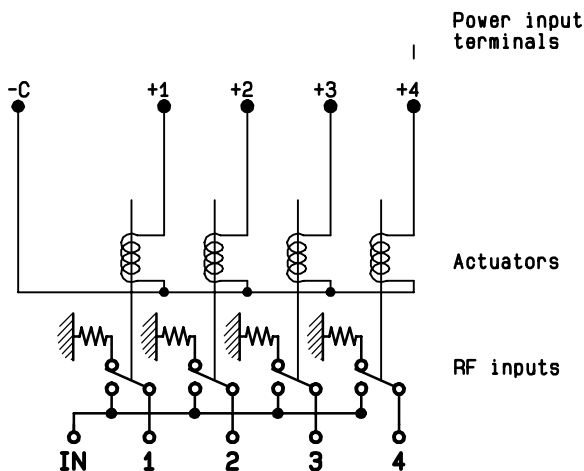 Power input
terminals
-C +1 +2 +3 +4
Actuators
RF inputs
IN 1 2 3 4